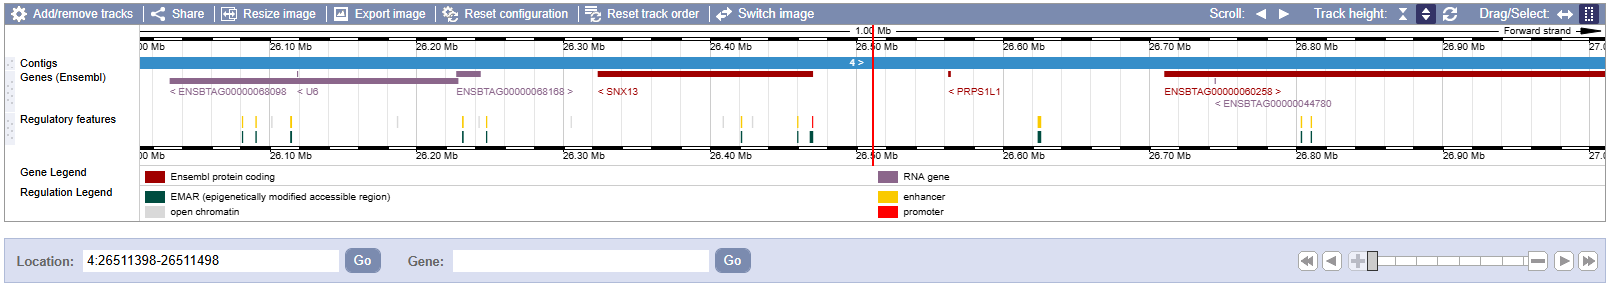 Add/remove tracks Share Resize image Export image Reset configuration Reset track order Switch image Scroll: Track height: Drag/Select:
1.00 Mb Forward strand
00 Mb 26.10 Mb 26.20 Mb 26.30 Mb 26.40 Mb 26.50 Mb 26.60 Mb 26.70 Mb 26.80 Mb 26.90 Mb 27.0
Contigs 4 >
Genes (Ensembl)
< ENSBTAG00000068098 < U6 ENSBTAG00000068168 > < SNX13 < PRPS1L1 ENSBTAG00000060258 >
< ENSBTAG00000044780
Regulatory features
00 Mb 26.10 Mb 26.20 Mb 26.30 Mb 26.40 Mb 26.50 Mb 26.60 Mb 26.70 Mb 26.80 Mb 26.90 Mb 27.0
Gene Legend Ensembl protein coding RNA gene
Regulation Legend EMAR (epigenetically modified accessible region) enhancer
open chromatin promoter
Location: 4:26511398-26511498 Go Gene: Go